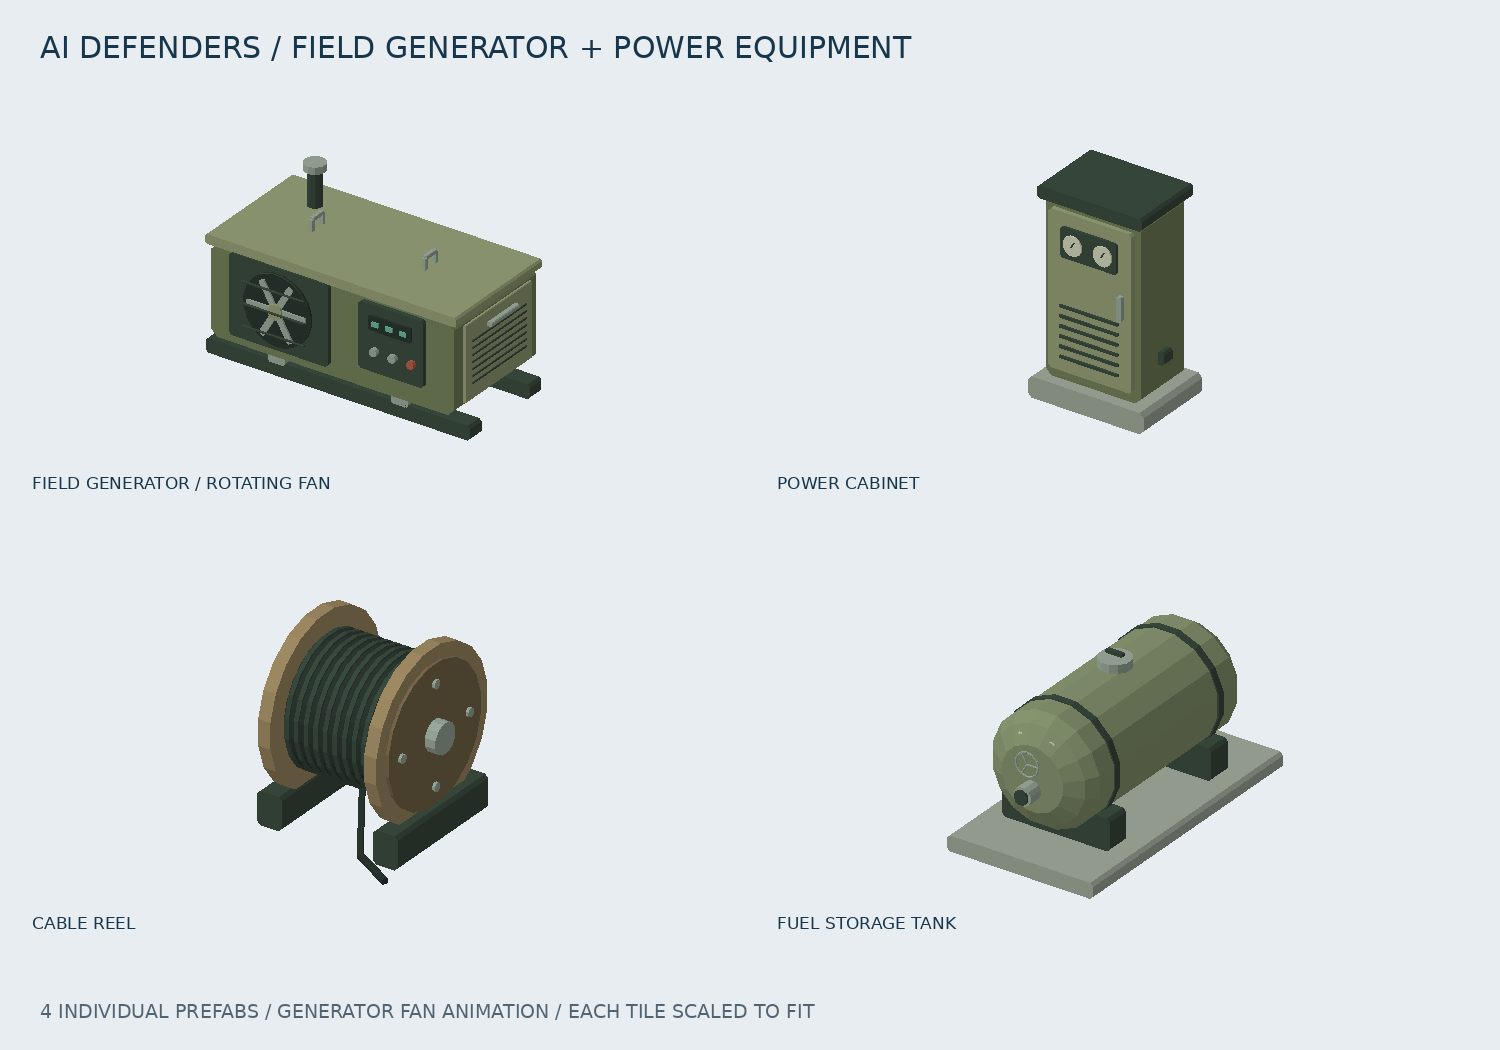 AI DEFENDERS / FIELD GENERATOR + POWER EQUIPMENT
FIELD GENERATOR / ROTATING FAN
POWER CABINET
CABLE REEL
FUEL STORAGE TANK
4 INDIVIDUAL PREFABS / GENERATOR FAN ANIMATION / EACH TILE SCALED TO FIT